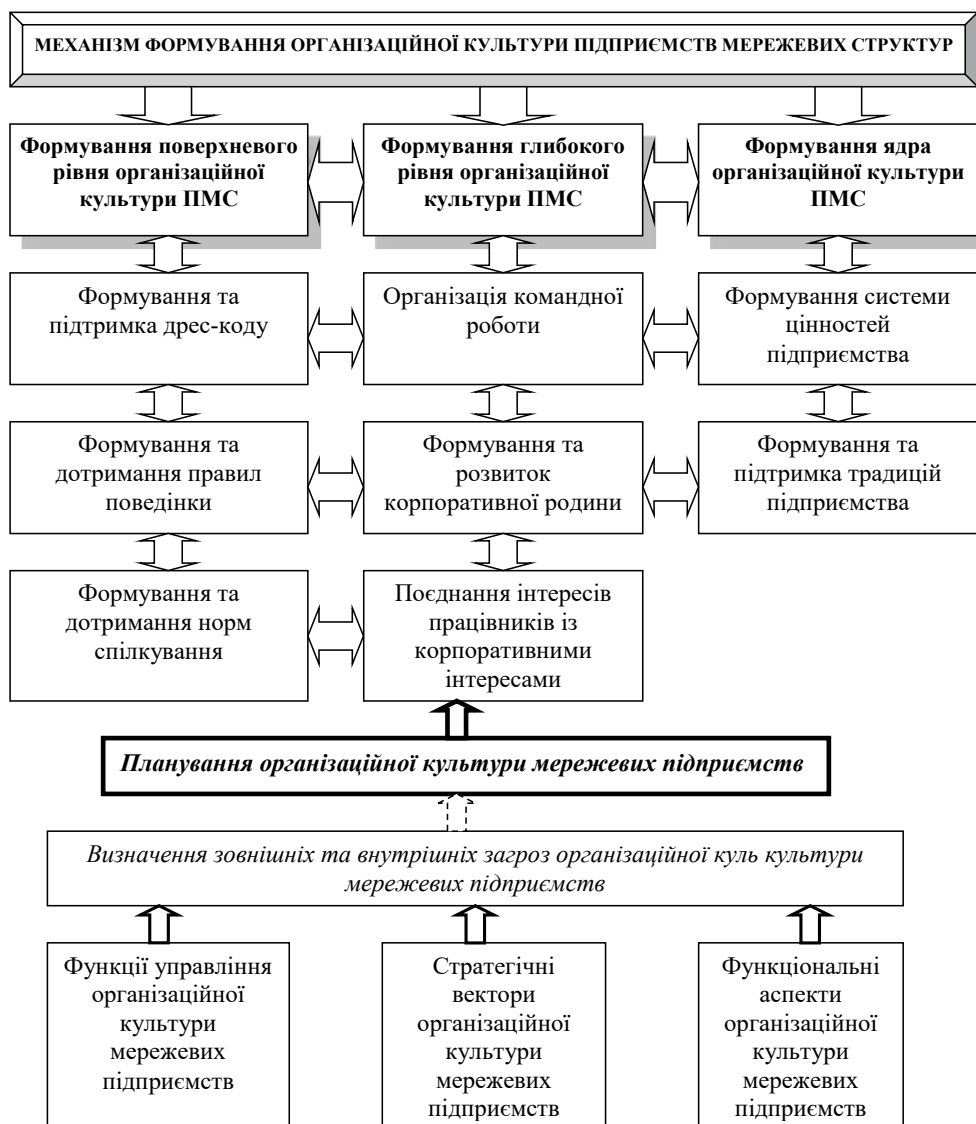 МЕХАНІЗМ ФОРМУВАННЯ ОРГАНІЗАЦІЙНОЇ КУЛЬТУРИ ПІДПРИЄМСТВ МЕРЕЖЕВИХ СТРУКТУР
Формування поверхневого
рівня організаційної
культури ПМС
Формування глибокого
рівня організаційної
культури ПМС
Формування ядра
організаційної культури
ПМС
Формування та
підтримка дрес-коду
Організація командної
роботи
Формування системи
цінностей
підприємства
Формування та
дотримання правил
поведінки
Формування та
розвиток
корпоративної родини
Формування та
підтримка традицій
підприємства
Формування та
дотримання норм
спілкування
Поєднання інтересів
працівників із
корпоративними
інтересами
Планування організаційної культури мережевих підприємств
Визначення зовнішніх та внутрішніх загроз організаційної куль культури
мережевих підприємств
Функції управління
організаційної
культури
мережевих
підприємств
Стратегічні
вектори
організаційної
культури
мережевих
підприємств
Функціональні
аспекти
організаційної
культури
мережевих
підприємств